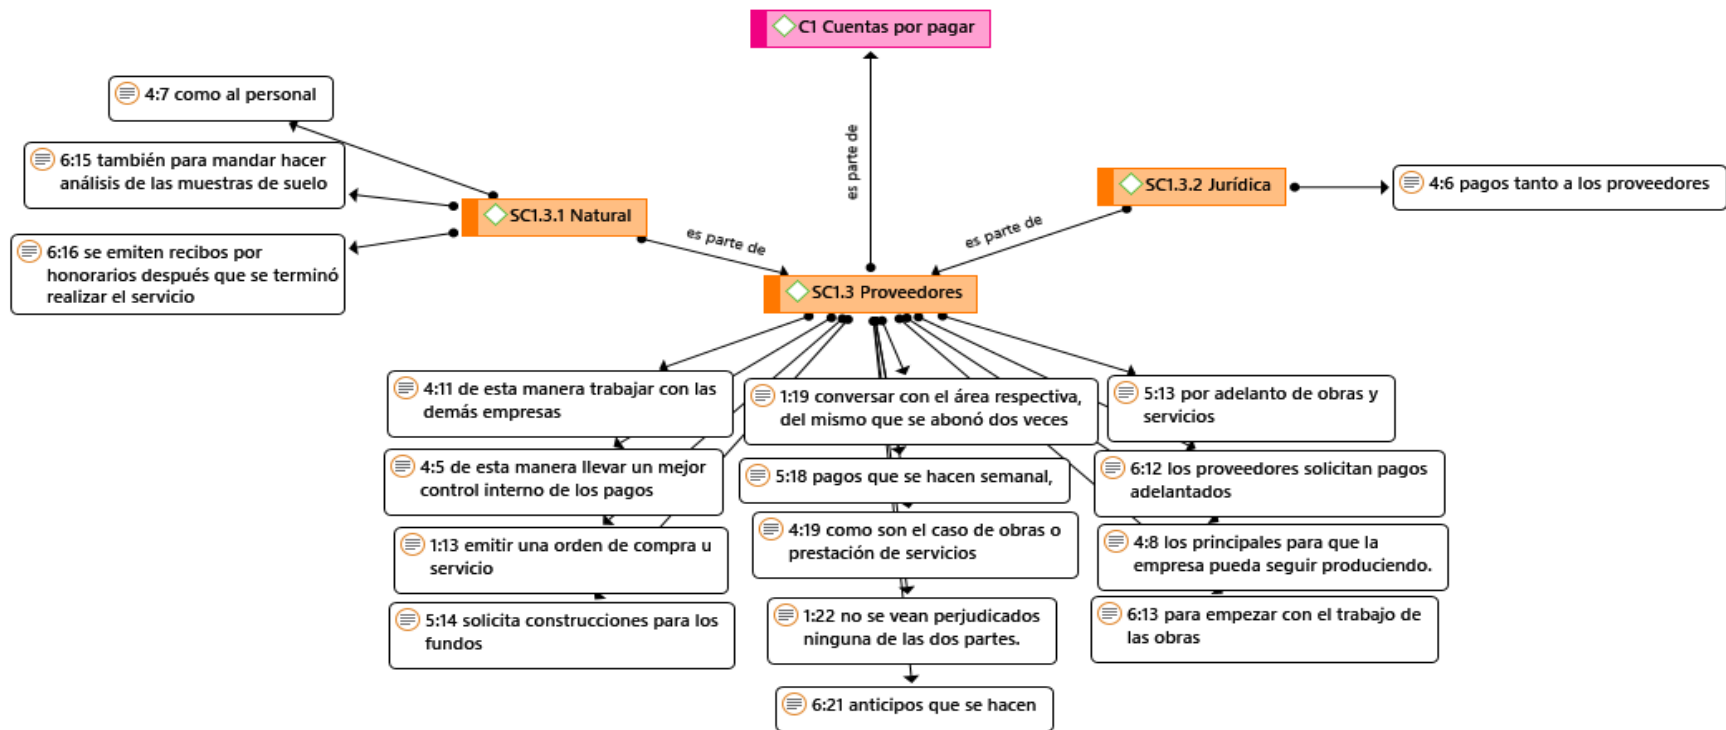 C1 Cuentas por pagar
4:7 como al personal
6:15 también para mandar hacer
análisis de las muestras de suelo
6:16 se emiten recibos por
honorarios después que se terminó
realizar el servicio
SC1.3.1 Natural
es parte de
es parte de
es parte de
SC1.3.2 Jurídica
4:6 pagos tanto a los proveedores
SC1.3 Proveedores
4:11 de esta manera trabajar con las
demás empresas
4:5 de esta manera llevar un mejor
control interno de los pagos
1:13 emitir una orden de compra u
servicio
5:14 solicita construcciones para los
fundos
1:19 conversar con el área respectiva,
del mismo que se abonó dos veces
5:18 pagos que se hacen semanal,
4:19 como son el caso de obras o
prestación de servicios
1:22 no se vean perjudicados
ninguna de las dos partes.
6:21 anticipos que se hacen
5:13 por adelanto de obras y
servicios
6:12 los proveedores solicitan pagos
adelantados
4:8 los principales para que la
empresa pueda seguir produciendo.
6:13 para empezar con el trabajo de
las obras